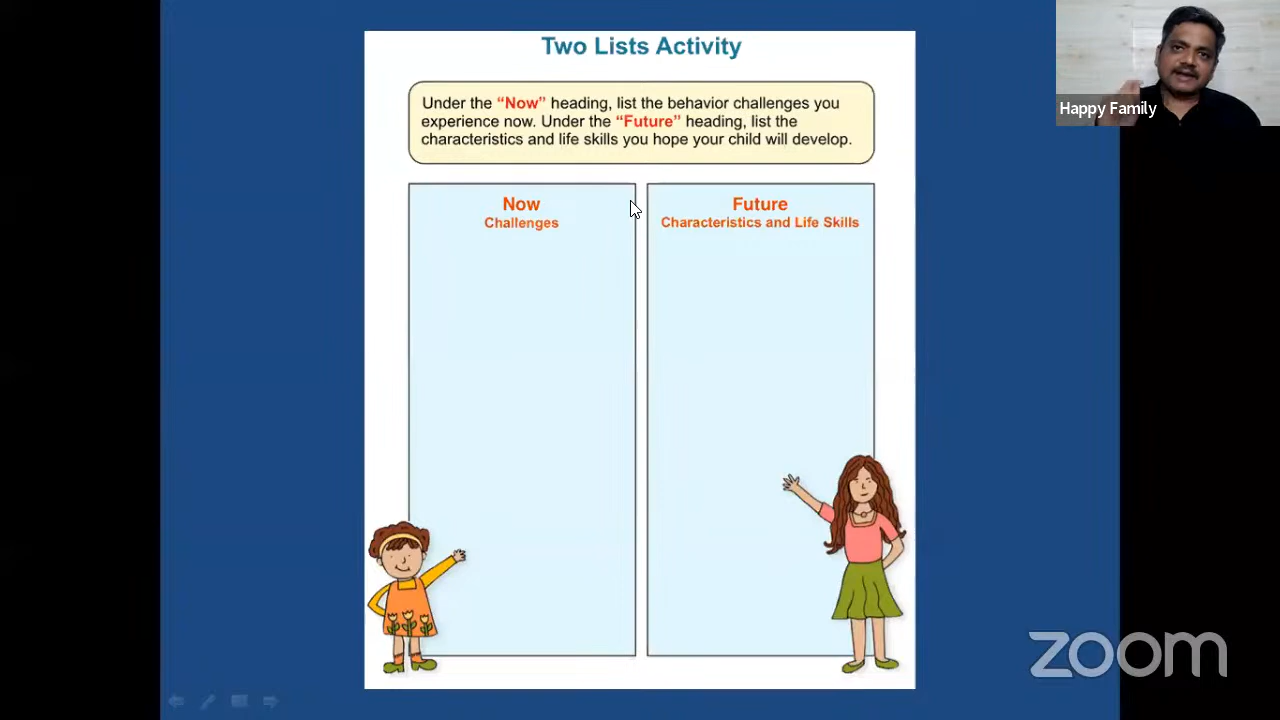 Two Lists Activity
Under the “Now” heading, list the behavior challenges you
experience now. Under the “Future” heading, list the
characteristics and life skills you hope your child will develop.
Now
Challenges
Future
Characteristics and Life Skills
Happy Family
zoom